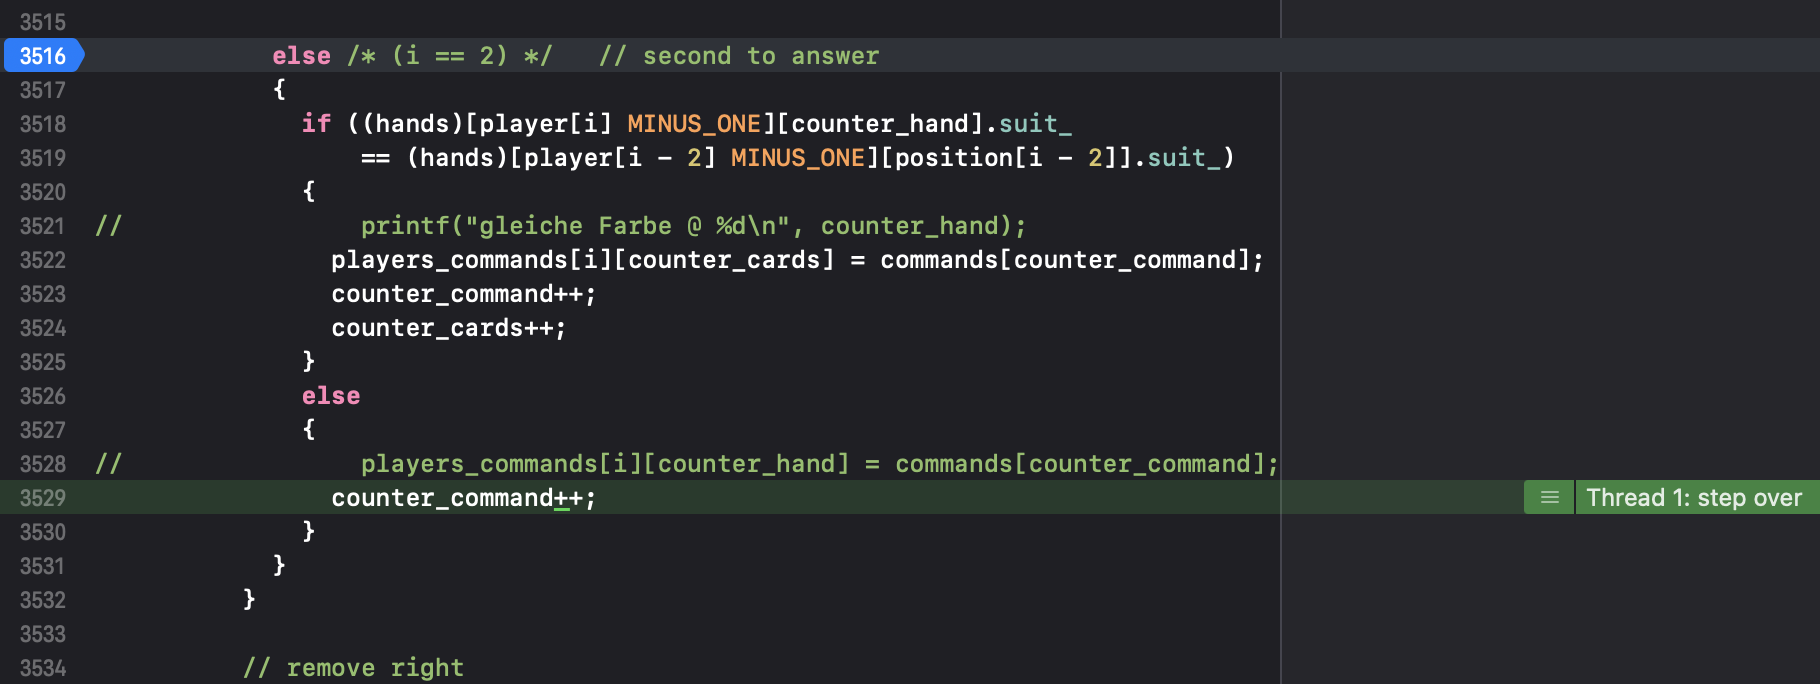 3515
3516 else /* (i == 2) */   // second to answer
3517 {
3518 if ((hands)[player[i] MINUS_ONE][counter_hand].suit_
3519 == (hands)[player[i - 2] MINUS_ONE][position[i - 2]].suit_)
3520 {
3521 // printf("gleiche Farbe @ %d\n", counter_hand);
3522 players_commands[i][counter_cards] = commands[counter_command];
3523 counter_command++;
3524 counter_cards++;
3525 }
3526 else
3527 {
3528 // players_commands[i][counter_hand] = commands[counter_command];
3529 counter_command++; Thread 1: step over
3530 }
3531 }
3532 }
3533
3534 // remove right